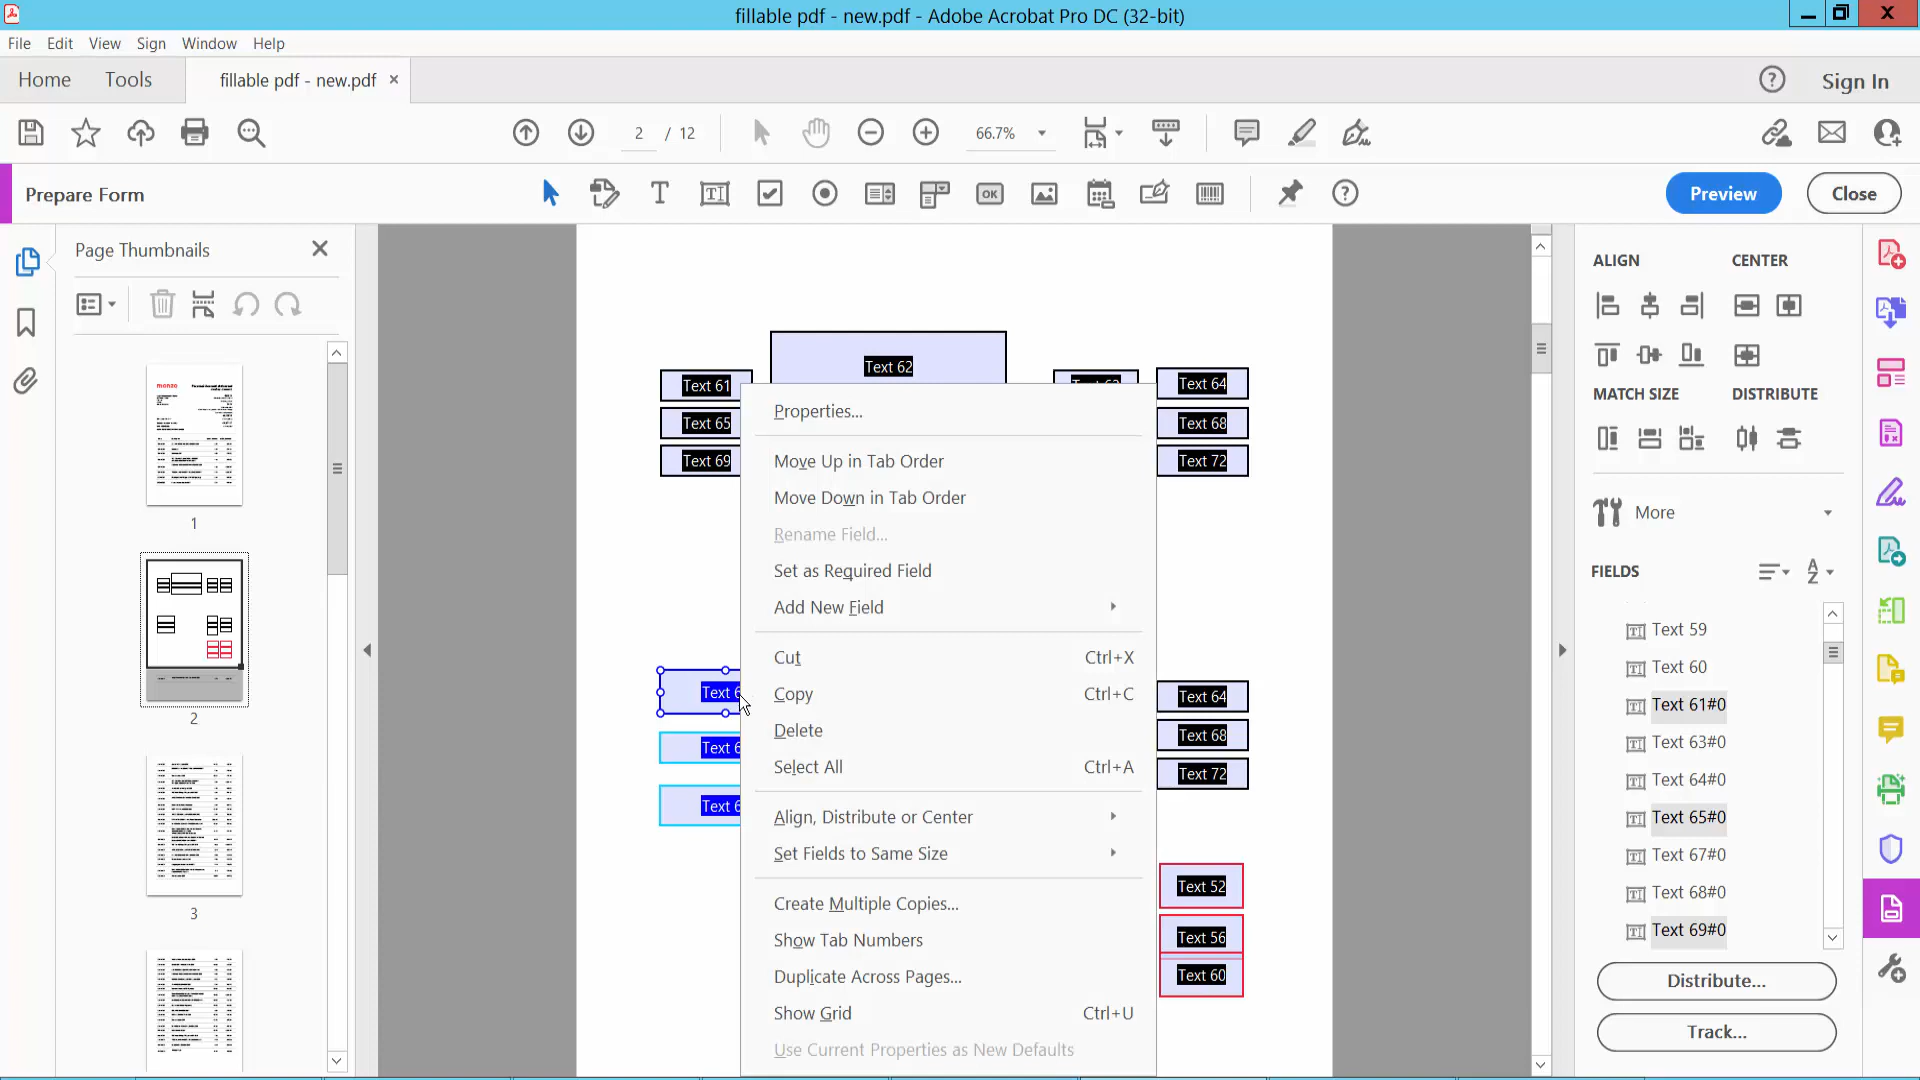 fillable pdf - new.pdf - Adobe Acrobat Pro DC (32-bit)
File Edit View Sign Window Help
Home Tools fillable pdf - new.pdf × Sign In
2 / 12 66.7%
Prepare Form OK Preview Close
Page Thumbnails
monzo
1
2
3
Text 62
Text 61
Text 64
Text 65
Text 68
Text 69
Text 72
Properties...
Move Up in Tab Order
Move Down in Tab Order
Rename Field...
Set as Required Field
Add New Field
Cut Ctrl+X
Copy Ctrl+C
Delete
Select All Ctrl+A
Align, Distribute or Center
Set Fields to Same Size
Create Multiple Copies...
Show Tab Numbers
Duplicate Across Pages...
Show Grid Ctrl+U
Use Current Properties as New Defaults
Text 6
Text 6
Text 6
Text 64
Text 68
Text 72
Text 52
Text 56
Text 60
ALIGN CENTER
MATCH SIZE DISTRIBUTE
More
FIELDS
Text 59
Text 60
Text 61#0
Text 63#0
Text 64#0
Text 65#0
Text 67#0
Text 68#0
Text 69#0
Distribute...
Track...